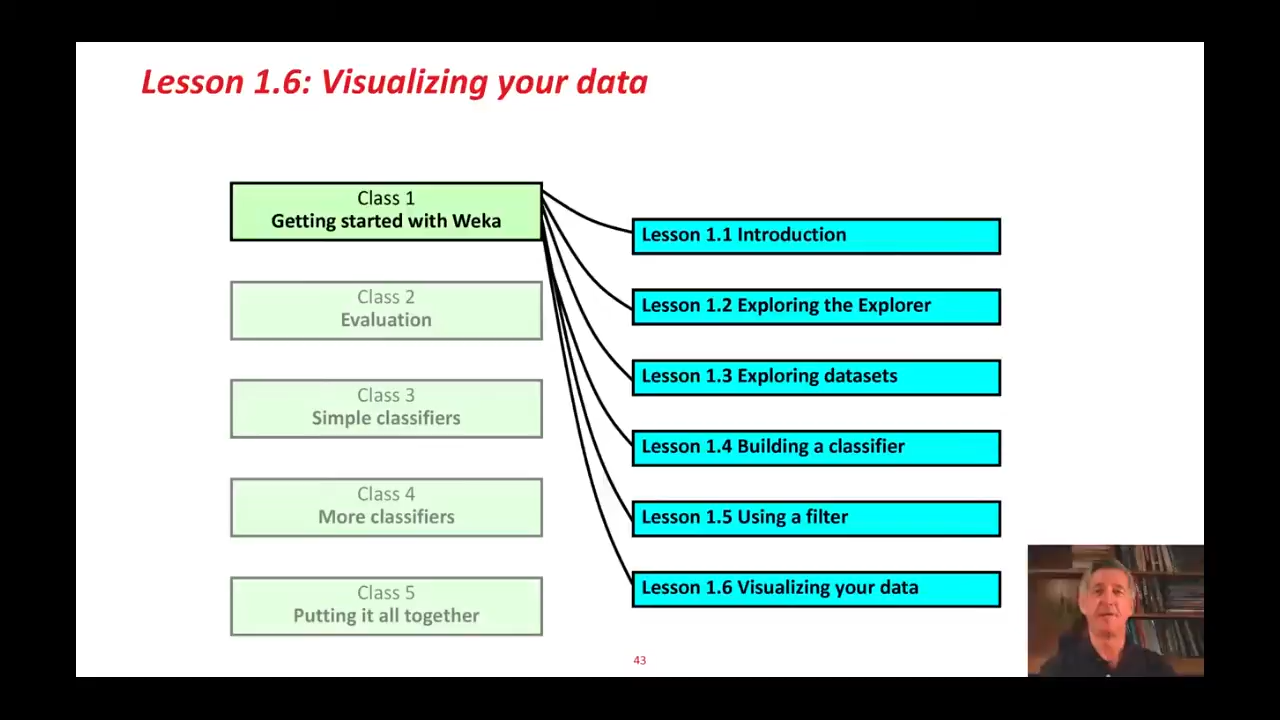 Lesson 1.6: Visualizing your data
Class 1
Getting started with Weka
Class 2
Evaluation
Class 3
Simple classifiers
Class 4
More classifiers
Class 5
Putting it all together
Lesson 1.1 Introduction
Lesson 1.2 Exploring the Explorer
Lesson 1.3 Exploring datasets
Lesson 1.4 Building a classifier
Lesson 1.5 Using a filter
Lesson 1.6 Visualizing your data
43